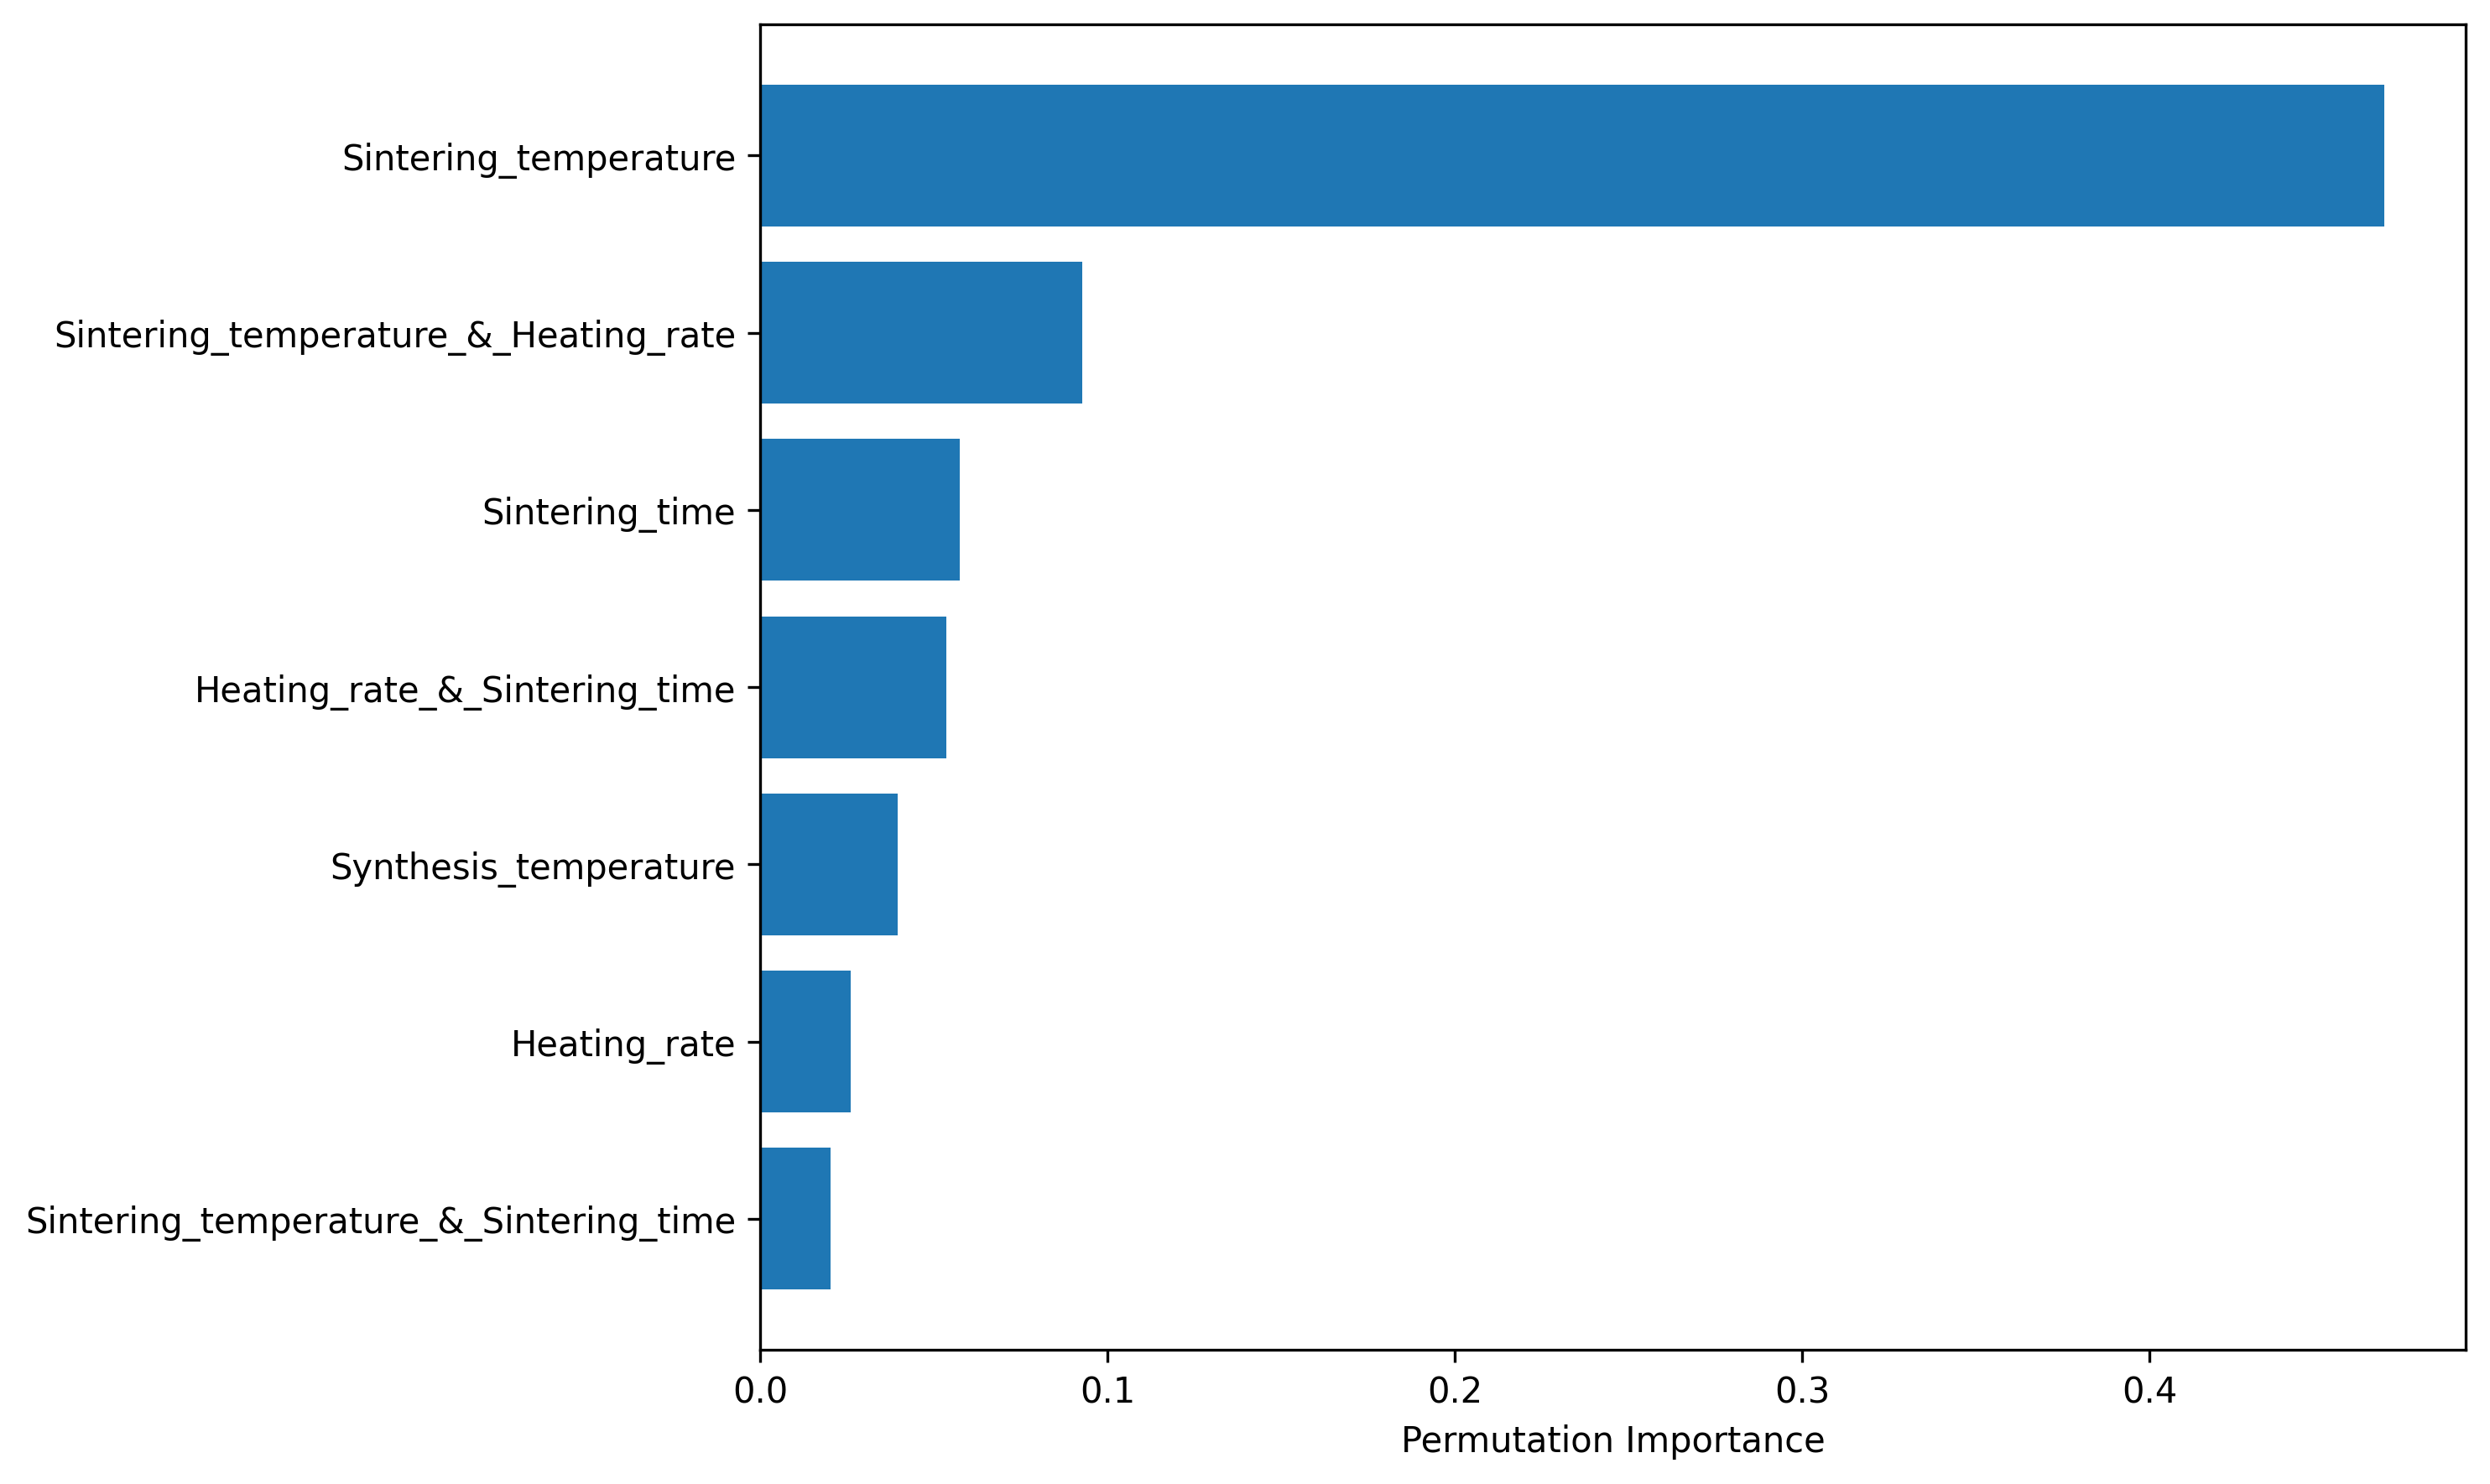 Sintering_temperature
Sintering_temperature_&_Heating_rate
Sintering_time
Heating_rate_&_Sintering_time
Synthesis_temperature
Heating_rate
Sintering_temperature_&_Sintering_time
0.0 0.1 0.2 0.3 0.4
Permutation Importance